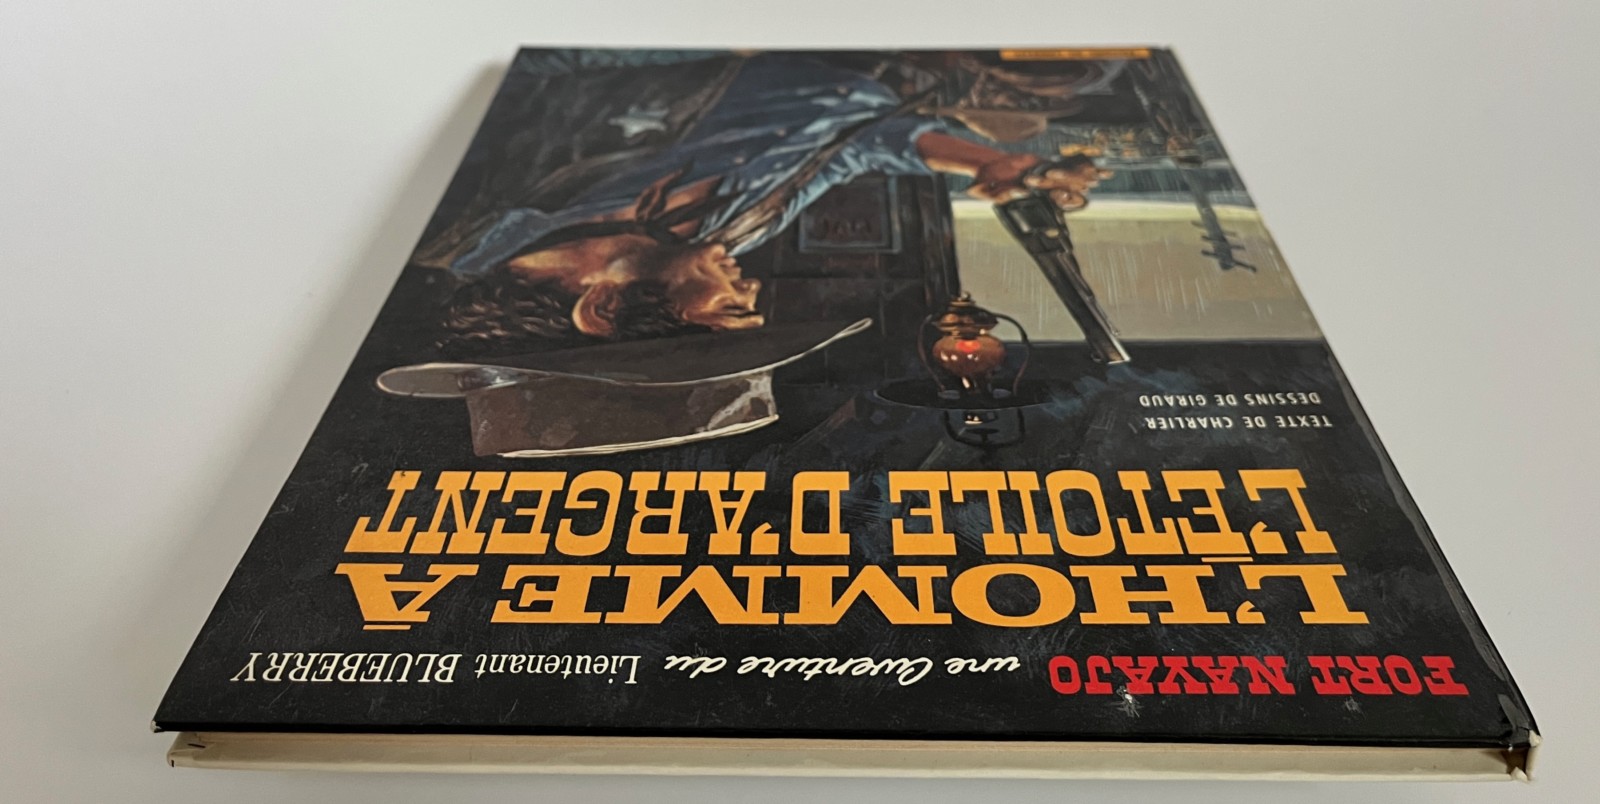 FORT NAVAJO une Aventure du Lieutenant BLUEBERRY
L'HOMME À
L'ÉTOILE D'ARGENT
TEXTE DE CHARLIER
DESSINS DE GIRAUD